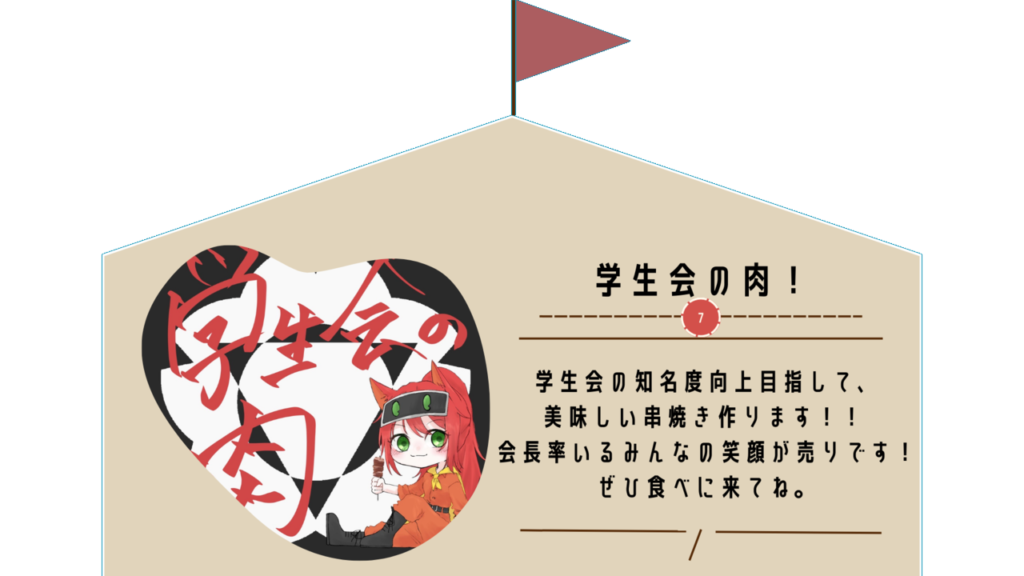 学生会の肉
学生会の肉！
7
学生会の知名度向上目指して、
美味しい串焼き作ります！！
会長率いるみんなの笑顔が売りです！
ぜひ食べに来てね。